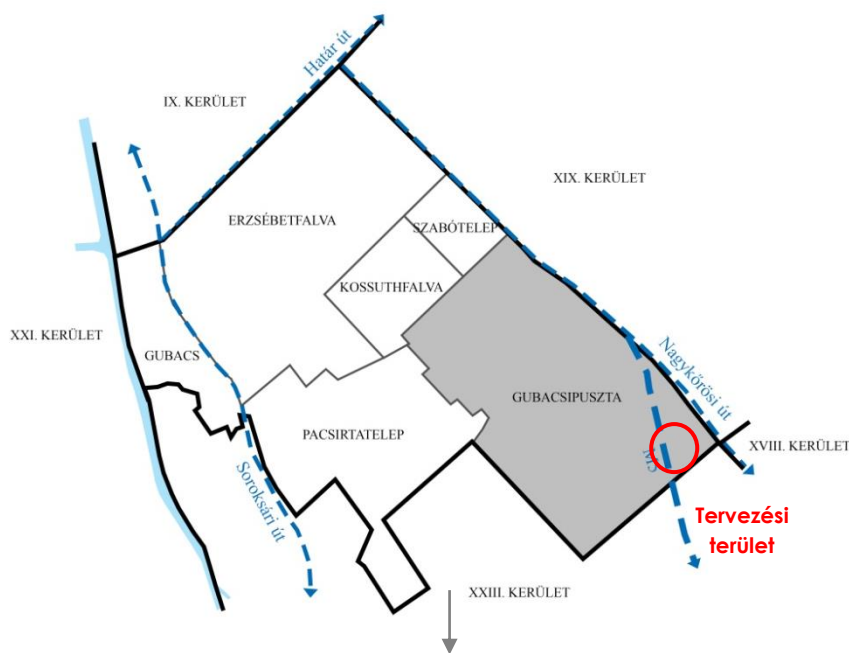 Határ út
IX. KERÜLET
XIX. KERÜLET
ERZSÉBETFALVA
SZABÓTELEP
KOSSUTHFALVA
XXI. KERÜLET
GUBACS
Nagykőrösi út
GUBACSIPUSZTA
PACSIRTATELEP
XVIII. KERÜLET
M5
Soroksári út
Tervezési
terület
XXIII. KERÜLET